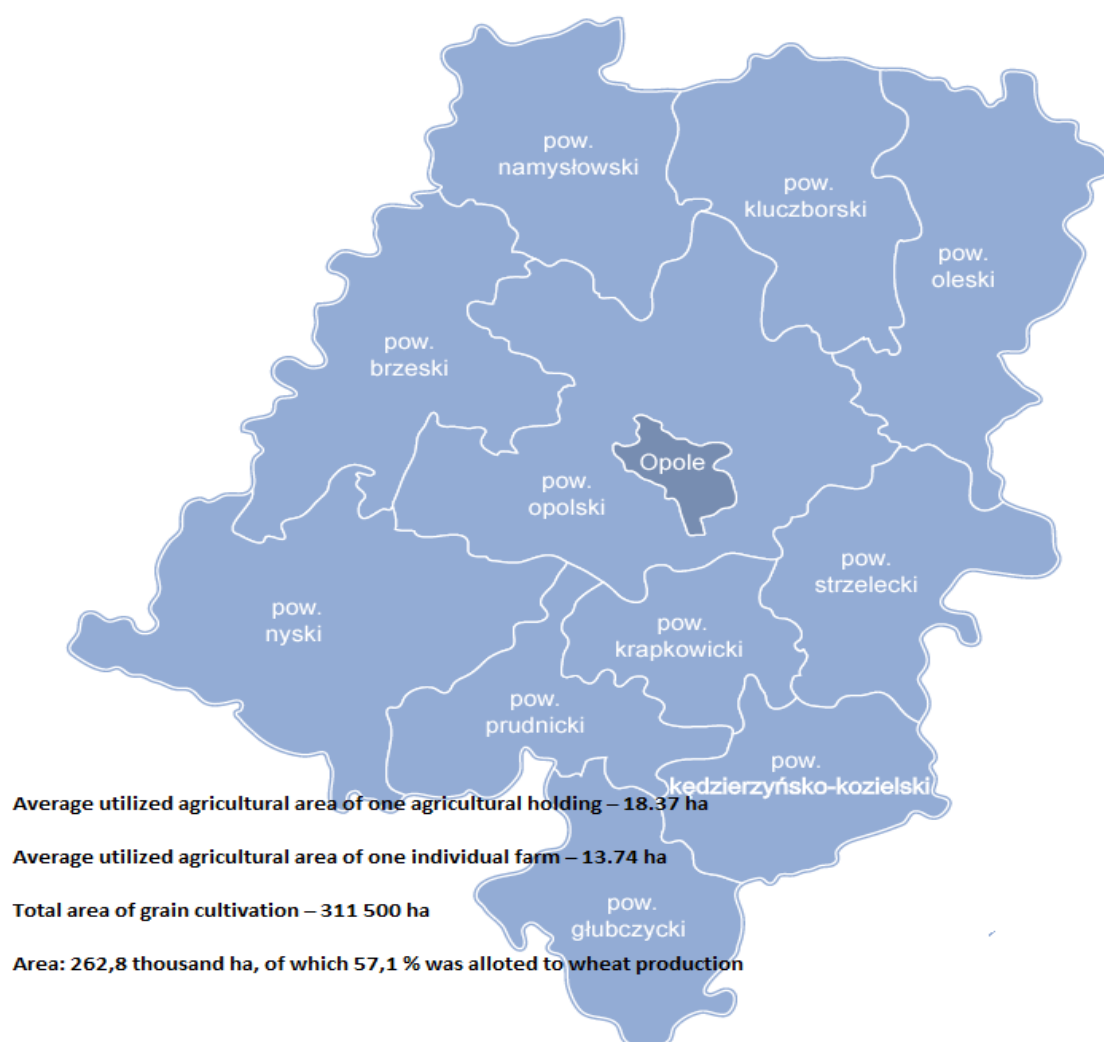 pow.
namysłowski
pow.
kluczborski
pow.
oleski
pow.
brzeski
Opole
pow.
opolski
pow.
strzelecki
pow.
nyski
pow.
krapkowicki
pow.
prudnicki
pow.
kędzierzyńsko-kozielski
Average utilized agricultural area of one agricultural holding – 18.37 ha
Average utilized agricultural area of one individual farm – 13.74 ha
Total area of grain cultivation – 311 500 ha
pow.
głubczycki
Area: 262,8 thousand ha, of which 57,1 % was alloted to wheat production